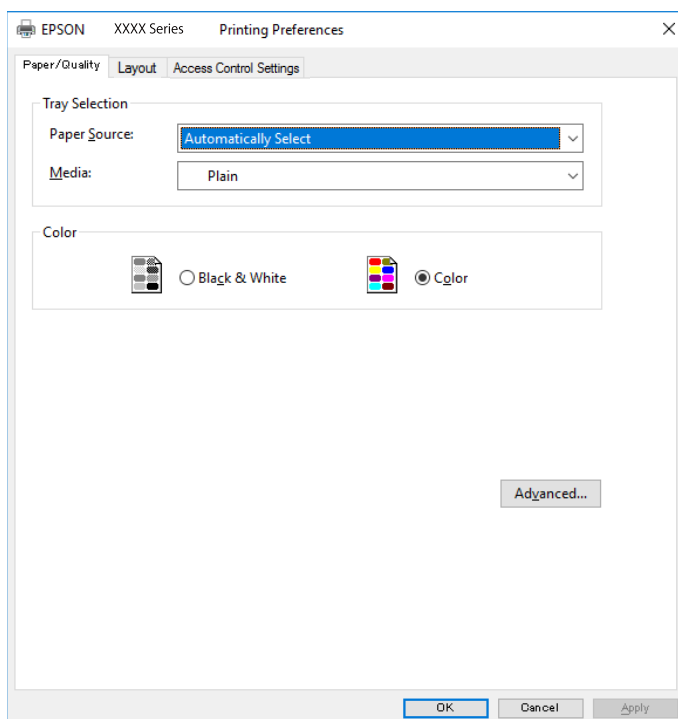 EPSON XXXX Series Printing Preferences
Paper/Quality Layout Access Control Settings
Tray Selection
Paper Source: Automatically Select
Media: Plain
Color
Black & White Color
Advanced...
OK Cancel Apply